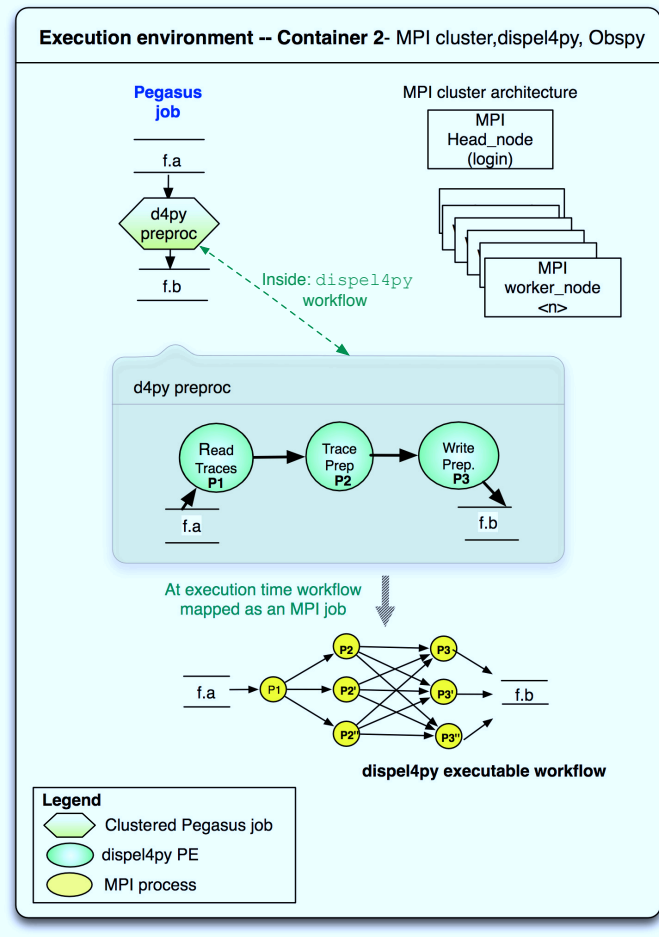 Execution environment -- Container 2- MPI cluster,dispel4py, Obspy
Pegasus
job
f.a
d4py
preproc
f.b
MPI cluster architecture
MPI
Head_node
(login)
MPI
worker_node
<n>
Inside: dispel4py
workflow
d4py preproc
Read
Traces
P1
Trace
Prep
P2
Write
Prep.
P3
f.a
f.b
At execution time workflow
mapped as an MPI job
f.a
P1
P2
P2'
P2"
P3
P3'
P3"
f.b
dispel4py executable workflow
Legend
Clustered Pegasus job
dispel4py PE
MPI process